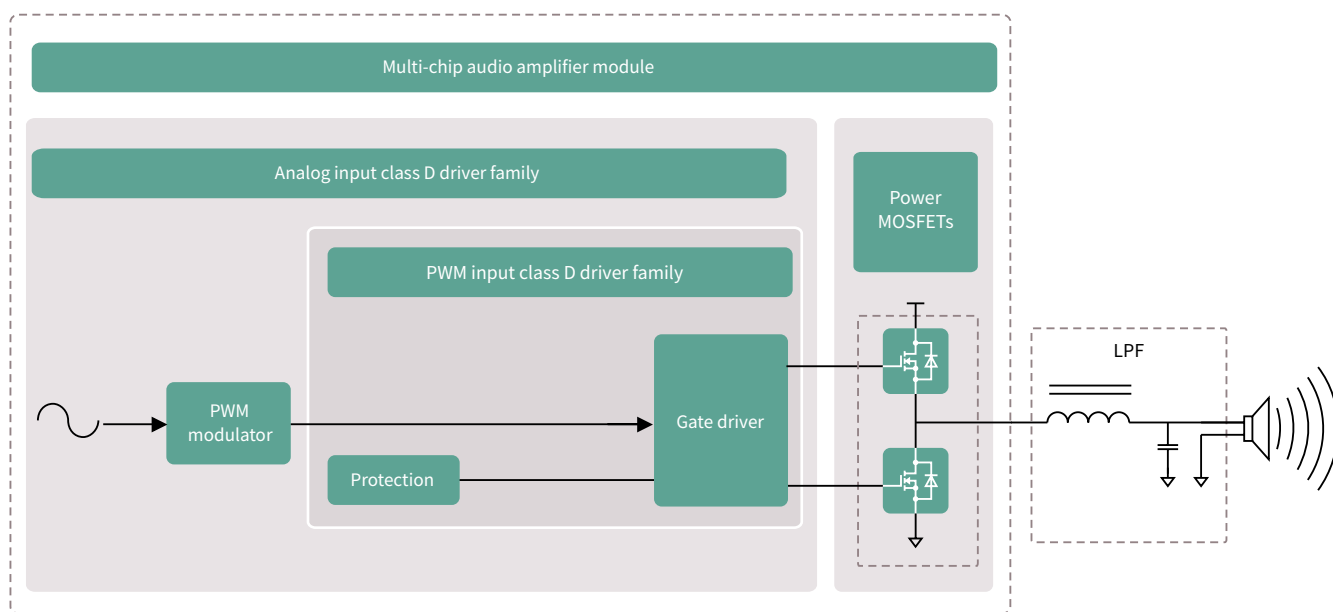 Multi-chip audio amplifier module
Analog input class D driver family
Power
MOSFETs
PWM input class D driver family
LPF
PWM
modulator
Gate driver
Protection